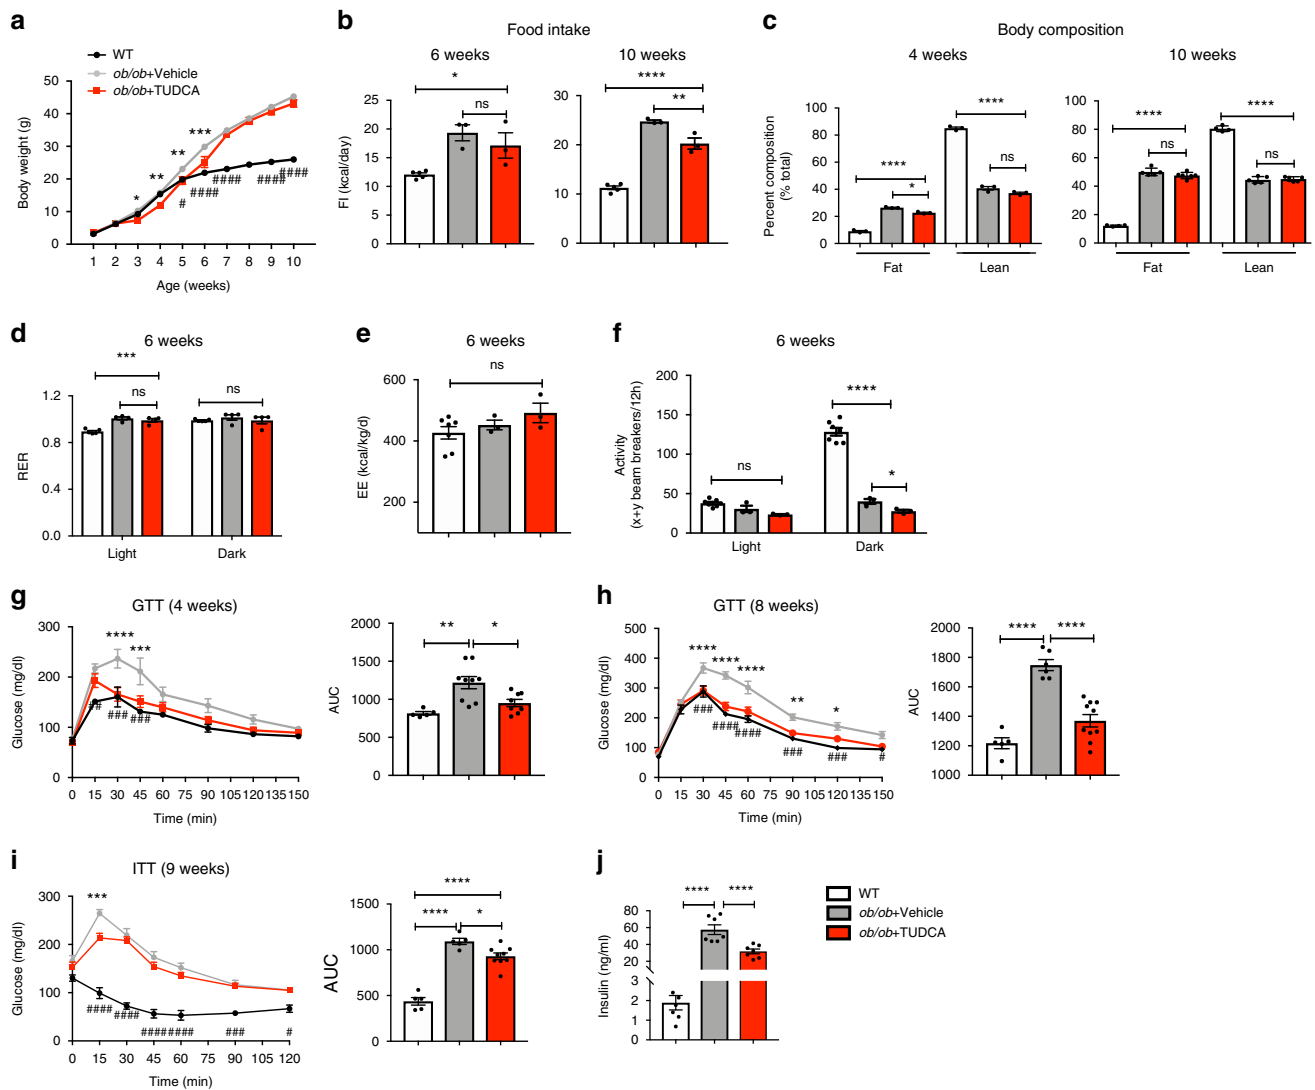 a
WT
ob/ob+Vehicle
ob/ob+TUDCA
Body weight (g)
50
40
30
20
10
0
*
**
**
***
#
####
####
####
####
1 2 3 4 5 6 7 8 9 10
Age (weeks)
b
Food intake
6 weeks
10 weeks
FI (kcal/day)
25
20
15
10
5
0
*
ns
30
20
10
0
****
**
c
Body composition
4 weeks
10 weeks
Percent composition
(% total)
100
80
60
40
20
0
****
*
****
ns
Fat
Lean
100
80
60
40
20
0
****
ns
****
ns
Fat
Lean
d
6 weeks
RER
1.2
0.8
0.4
0.0
***
ns
ns
Light
Dark
e
6 weeks
EE (kcal/kg/d)
600
400
200
ns
f
6 weeks
Activity
(x+y beam breakers/12h)
200
150
100
50
0
ns
****
*
Light
Dark
g
GTT (4 weeks)
Glucose (mg/dl)
300
200
100
0
****
***
##
###
###
0 15 30 45 60 75 90 105 120 135 150
Time (min)
AUC
2000
1500
1000
500
0
**
*
h
GTT (8 weeks)
Glucose (mg/dl)
500
400
300
200
100
0
****
****
****
**
*
###
####
####
###
###
#
0 15 30 45 60 75 90 105 120 135 150
Time (min)
AUC
2000
1800
1600
1400
1200
1000
****
****
i
ITT (9 weeks)
Glucose (mg/dl)
300
200
100
0
***
####
####
####
####
###
#
0 15 30 45 60 75 90 105 120
Time (min)
AUC
1500
1000
500
0
****
****
*
j
Insulin (ng/ml)
80
60
40
20
3
2
1
0
****
****
WT
ob/ob+Vehicle
ob/ob+TUDCA